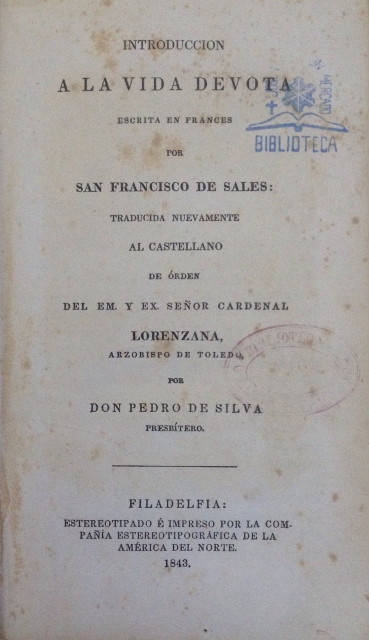 INTRODUCCION
A LA VIDA DEVOTA
ESCRITA EN FRANCES
POR
SAN FRANCISCO DE SALES:
TRADUCIDA NUEVAMENTE
AL CASTELLANO
DE ÓRDEN
DEL EM. Y EX. SEÑOR CARDENAL
LORENZANA,
ARZOBISPO DE TOLEDO,
POR
DON PEDRO DE SILVA
PRESBÍTERO.
FILADELFIA:
ESTEREOTIPADO É IMPRESO POR LA COM-
PAÑÍA ESTEREOTIPOGRÁFICA DE LA
AMÉRICA DEL NORTE.
1843.
MERCADO
BIBLIOTECA